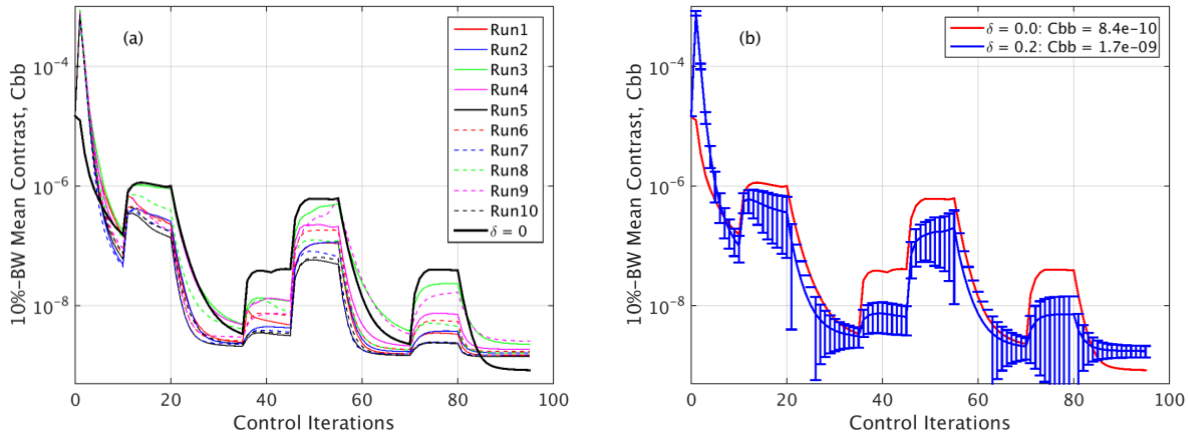 (a)
10%-BW Mean Contrast, Cbb
10⁻⁴
10⁻⁶
10⁻⁸
0 20 40 60 80 100
Control Iterations
Run1
Run2
Run3
Run4
Run5
Run6
Run7
Run8
Run9
Run10
δ = 0
(b)
10%-BW Mean Contrast, Cbb
10⁻⁴
10⁻⁶
10⁻⁸
0 20 40 60 80 100
Control Iterations
δ = 0.0: Cbb = 8.4e-10
δ = 0.2: Cbb = 1.7e-09